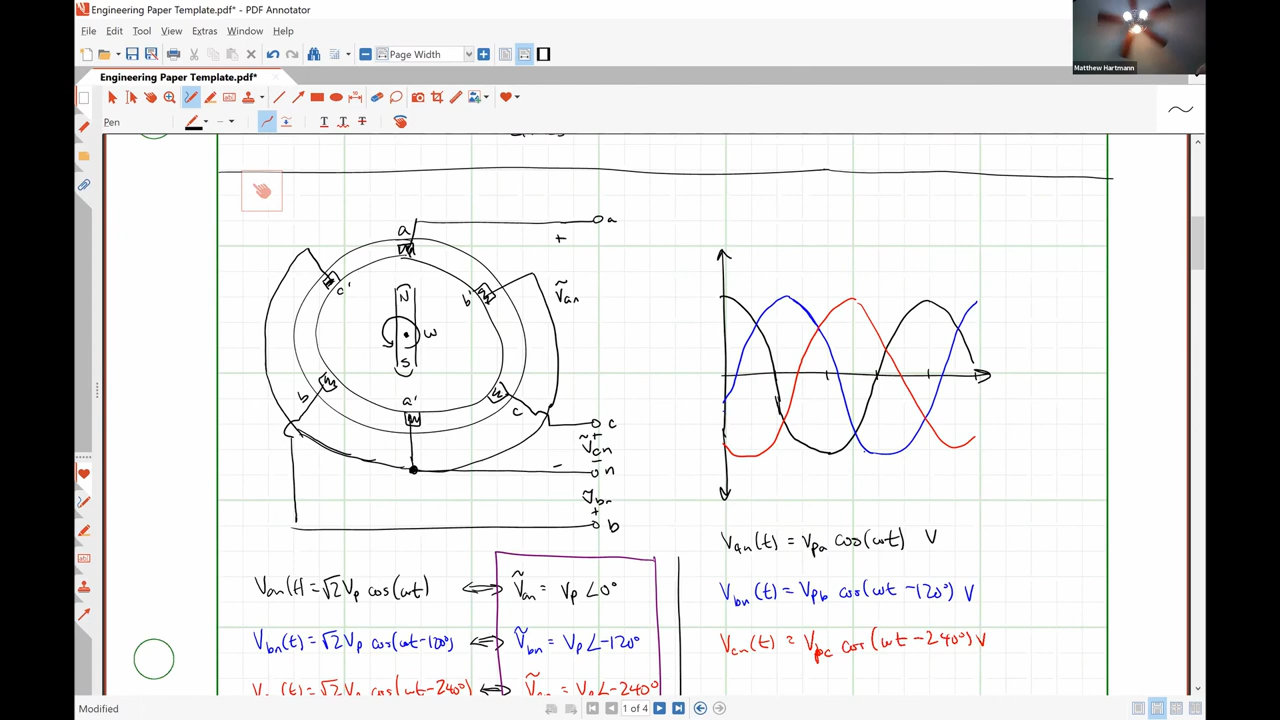 Engineering Paper Template.pdf* - PDF Annotator
File Edit Tool View Extras Window Help
Page Width
Matthew Hartmann
Engineering Paper Template.pdf*
Pen
a
a
+
c'
b'
Ṽan
N
ω
S
b
a'
c
c
+
Ṽcn
-
-
n
Ṽbn
+
b
Van(t) = Vpa cos(ωt) V
Vbn(t) = Vpb cos(ωt - 120°) V
Vcn(t) = Vpc cos(ωt - 240°) V
Van(t) = √2 Vp cos(ωt) ⟺ Ṽan = Vp∠0°
Vbn(t) = √2 Vp cos(ωt - 120°) ⟺ Ṽbn = Vp∠-120°
cos(ωt - 240°) ⟺ = Vp∠-240°
Modified
1 of 4